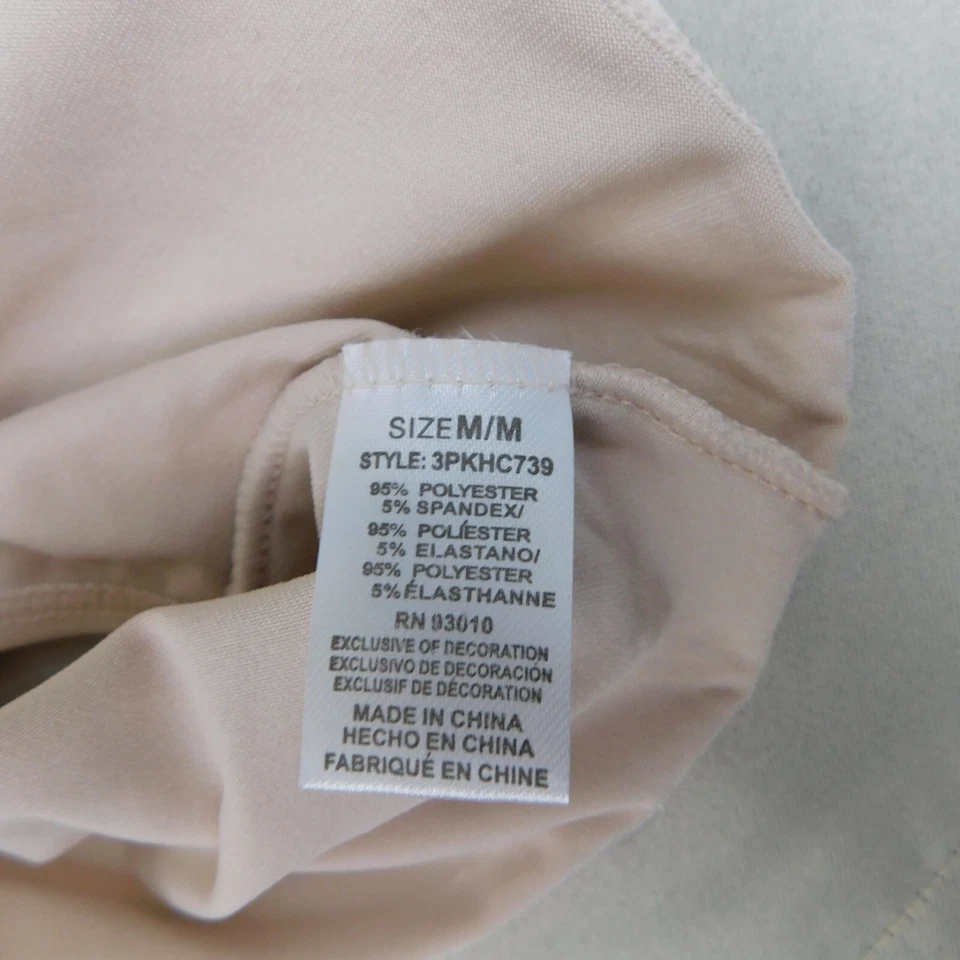 SIZE M/M
STYLE: 3PKHC739
95% POLYESTER
5% SPANDEX/
95% POLÍESTER
5% ELASTANO/
95% POLYESTER
5% ÉLASTHANNE
RN 93010
EXCLUSIVE OF DECORATION
EXCLUSIVO DE DECORACIÓN
EXCLUSIF DE DÉCORATION
MADE IN CHINA
HECHO EN CHINA
FABRIQUÉ EN CHINE